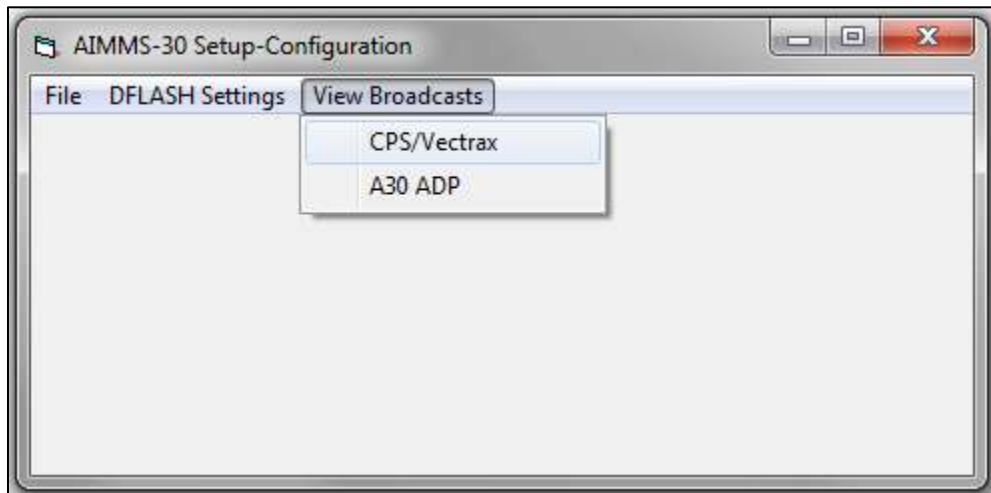 AIMMS-30 Setup-Configuration
File DFLASH Settings View Broadcasts
CPS/Vectrax
A30 ADP